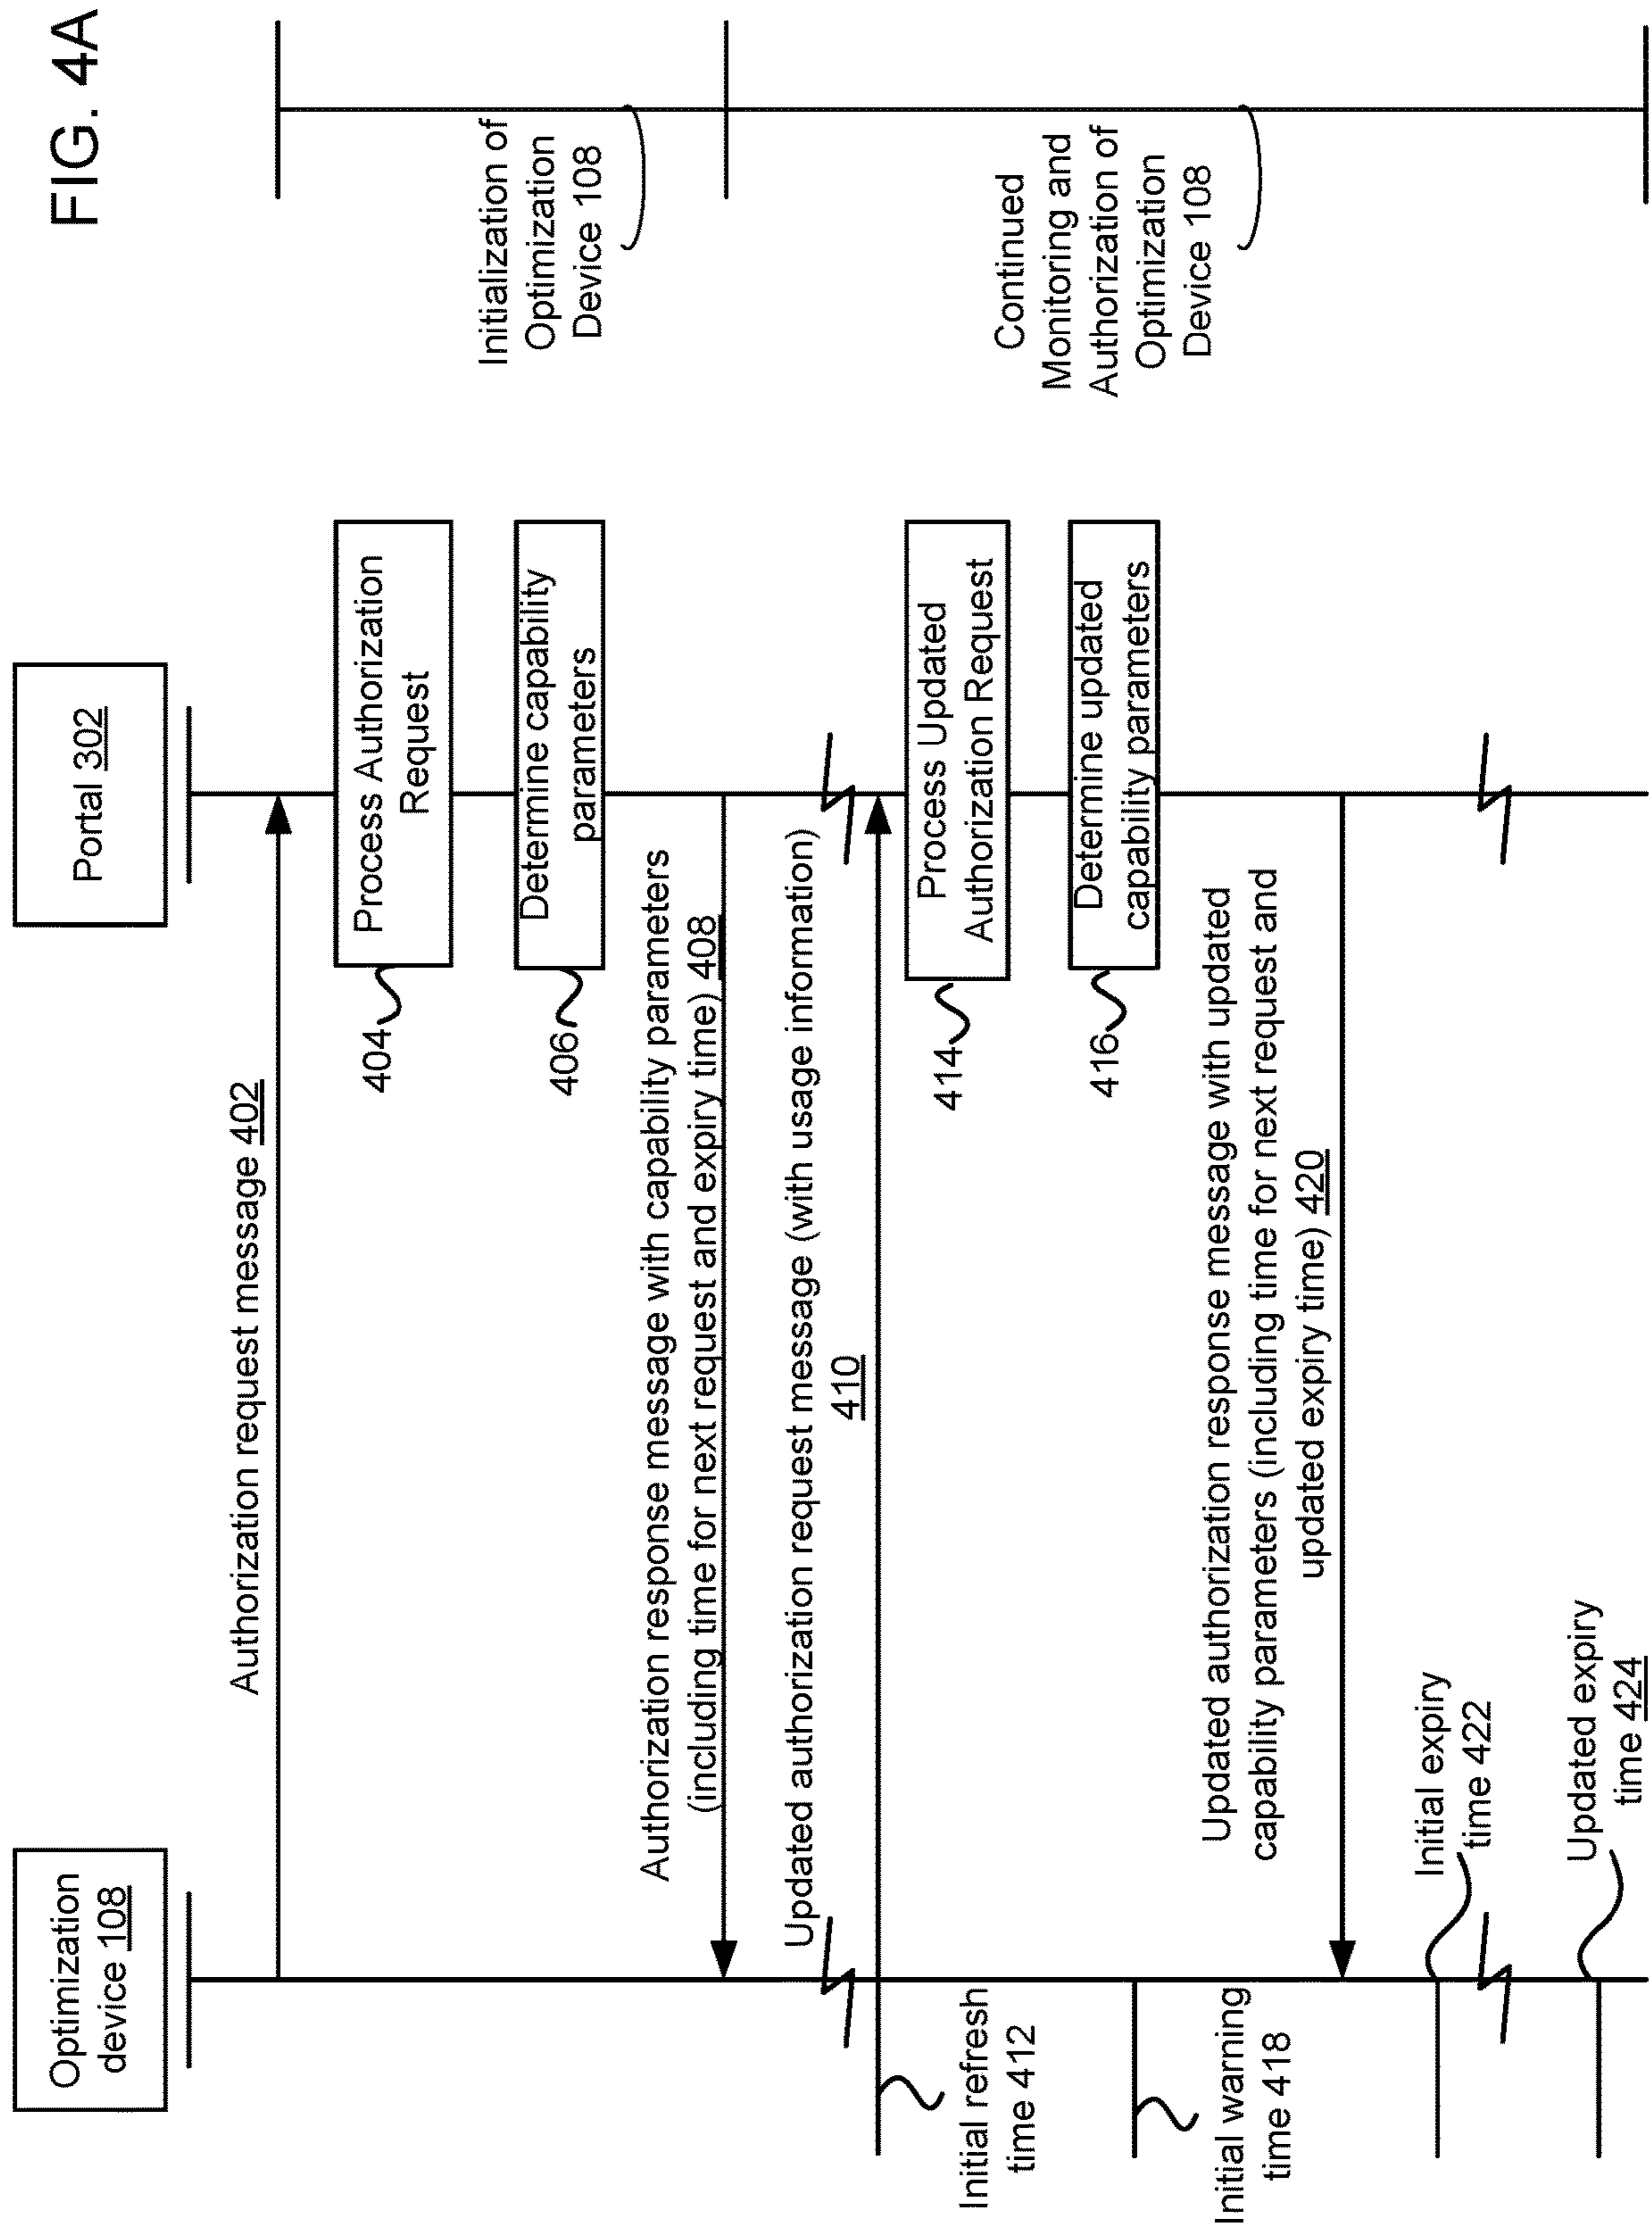 FIG. 4A
Optimization
device 108
Portal 302
Authorization request message 402
Process Authorization
Request
404
Determine capability
parameters
406
Initialization of
Optimization
Device 108
Authorization response message with capability parameters
(including time for next request and expiry time) 408
Updated authorization request message (with usage information)
410
Initial refresh
time 412
Process Updated
Authorization Request
414
Determine updated
capability parameters
416
Continued
Monitoring and
Authorization of
Optimization
Device 108
Initial warning
time 418
Updated authorization response message with updated
capability parameters (including time for next request and
updated expiry time) 420
Initial expiry
time 422
Updated expiry
time 424